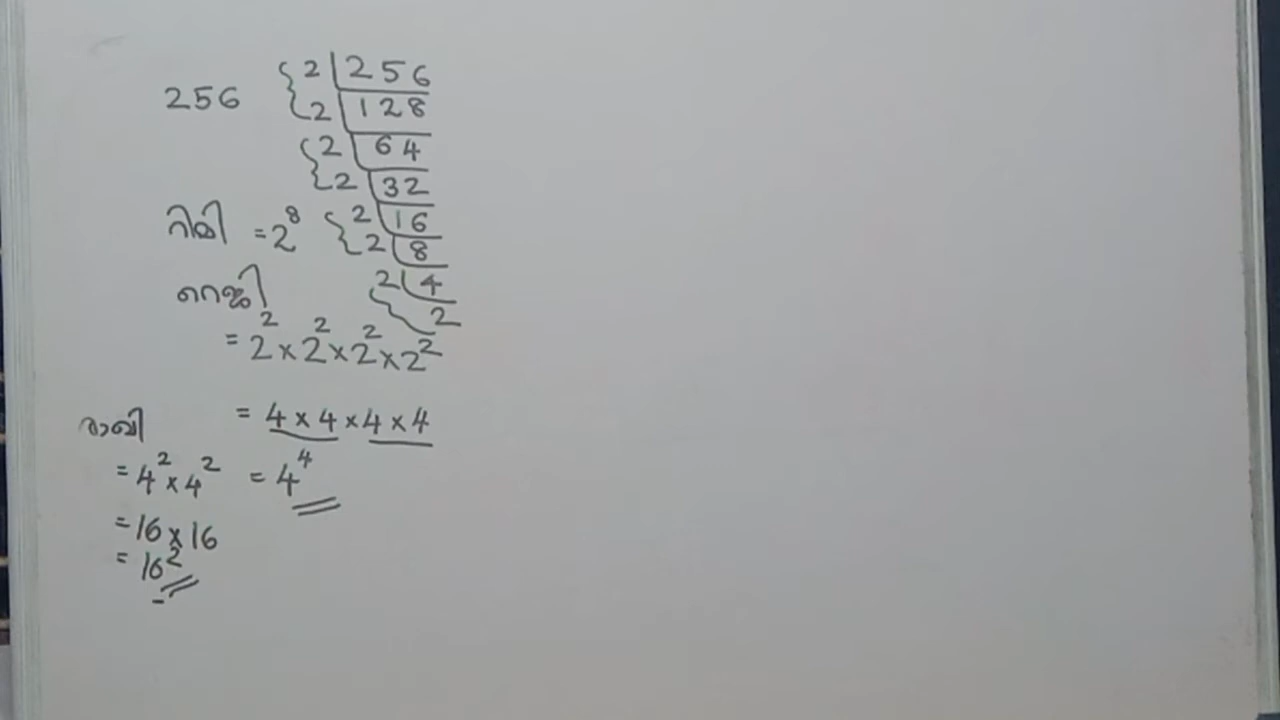 256
2 | 256
2 | 128
2 | 64
2 | 32
2 | 16
2 | 8
2 | 4
2
റിമി = 2⁸
റെജി
= 2² × 2² × 2² × 2²
= 4 × 4 × 4 × 4
രാഖി
= 4² × 4² = 4⁴
= 16 × 16
= 16²